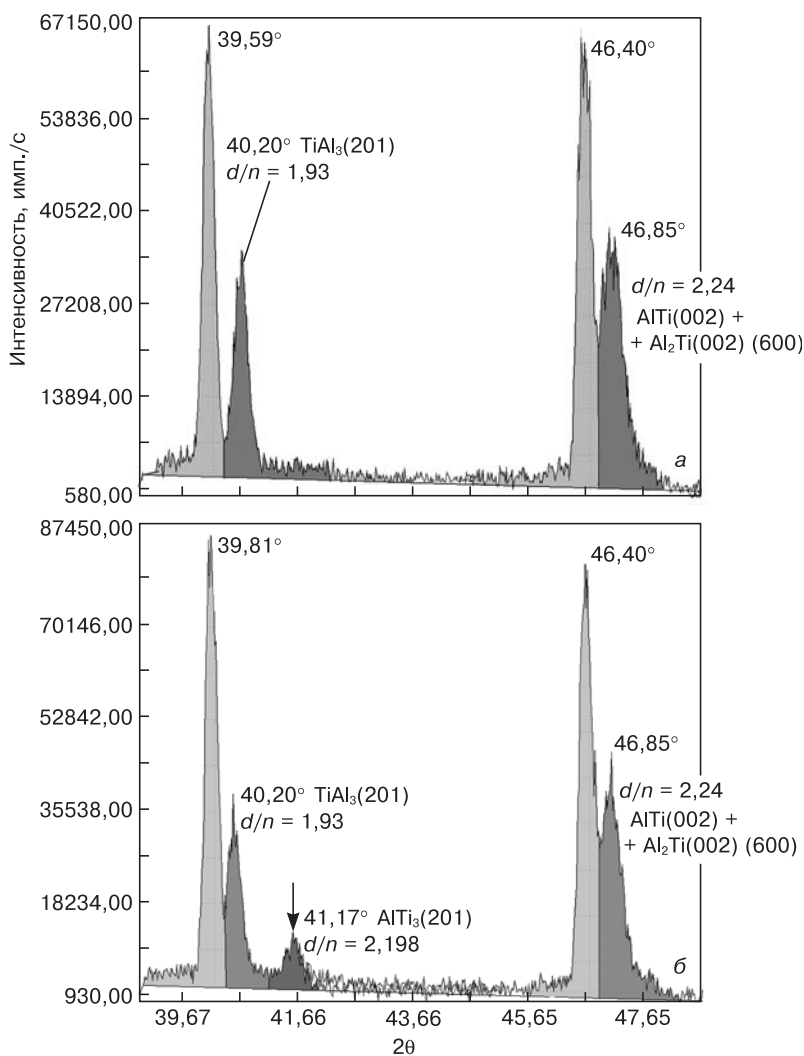 Интенсивность, имп./с
67150,00
53836,00
40522,00
27208,00
13894,00
580,00
39,59°
40,20° TiAl₃(201)
d/n = 1,93
46,40°
46,85°
d/n = 2,24
AlTi(002) +
+ Al₂Ti(002) (600)
а
87450,00
70146,00
52842,00
35538,00
18234,00
930,00
39,81°
40,20° TiAl₃(201)
d/n = 1,93
41,17° AlTi₃(201)
d/n = 2,198
46,40°
46,85°
d/n = 2,24
AlTi(002) +
+ Al₂Ti(002) (600)
б
39,67 41,66 43,66 45,65 47,65
2θ